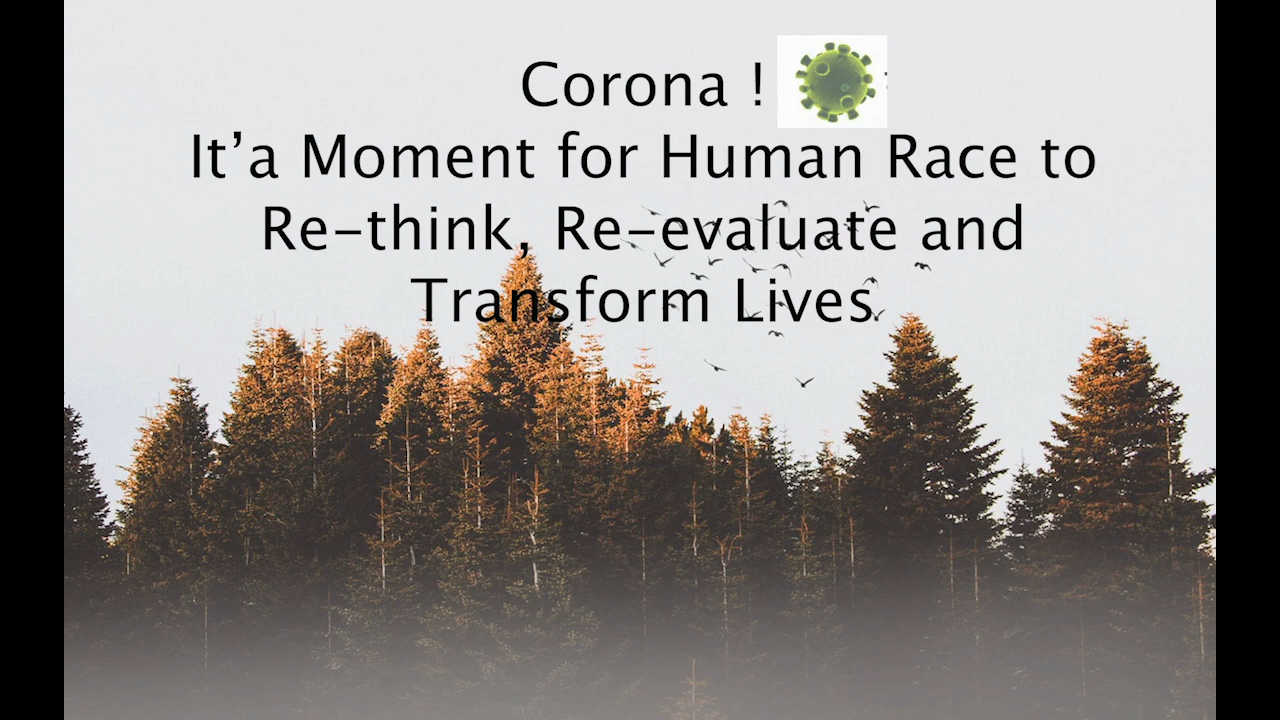 Corona !
It’a Moment for Human Race to
Re-think, Re-evaluate and
Transform Lives